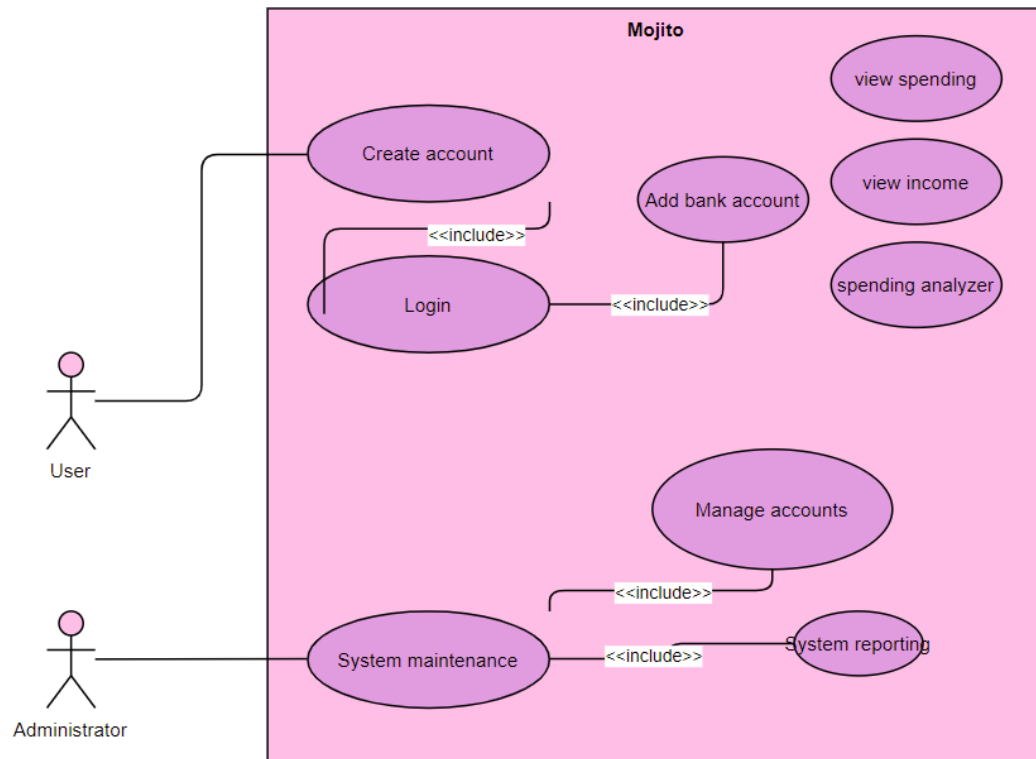 Mojito
view spending
Create account
view income
Add bank account
<<include>>
spending analyzer
Login
<<include>>
User
Manage accounts
<<include>>
System reporting
System maintenance
<<include>>
Administrator